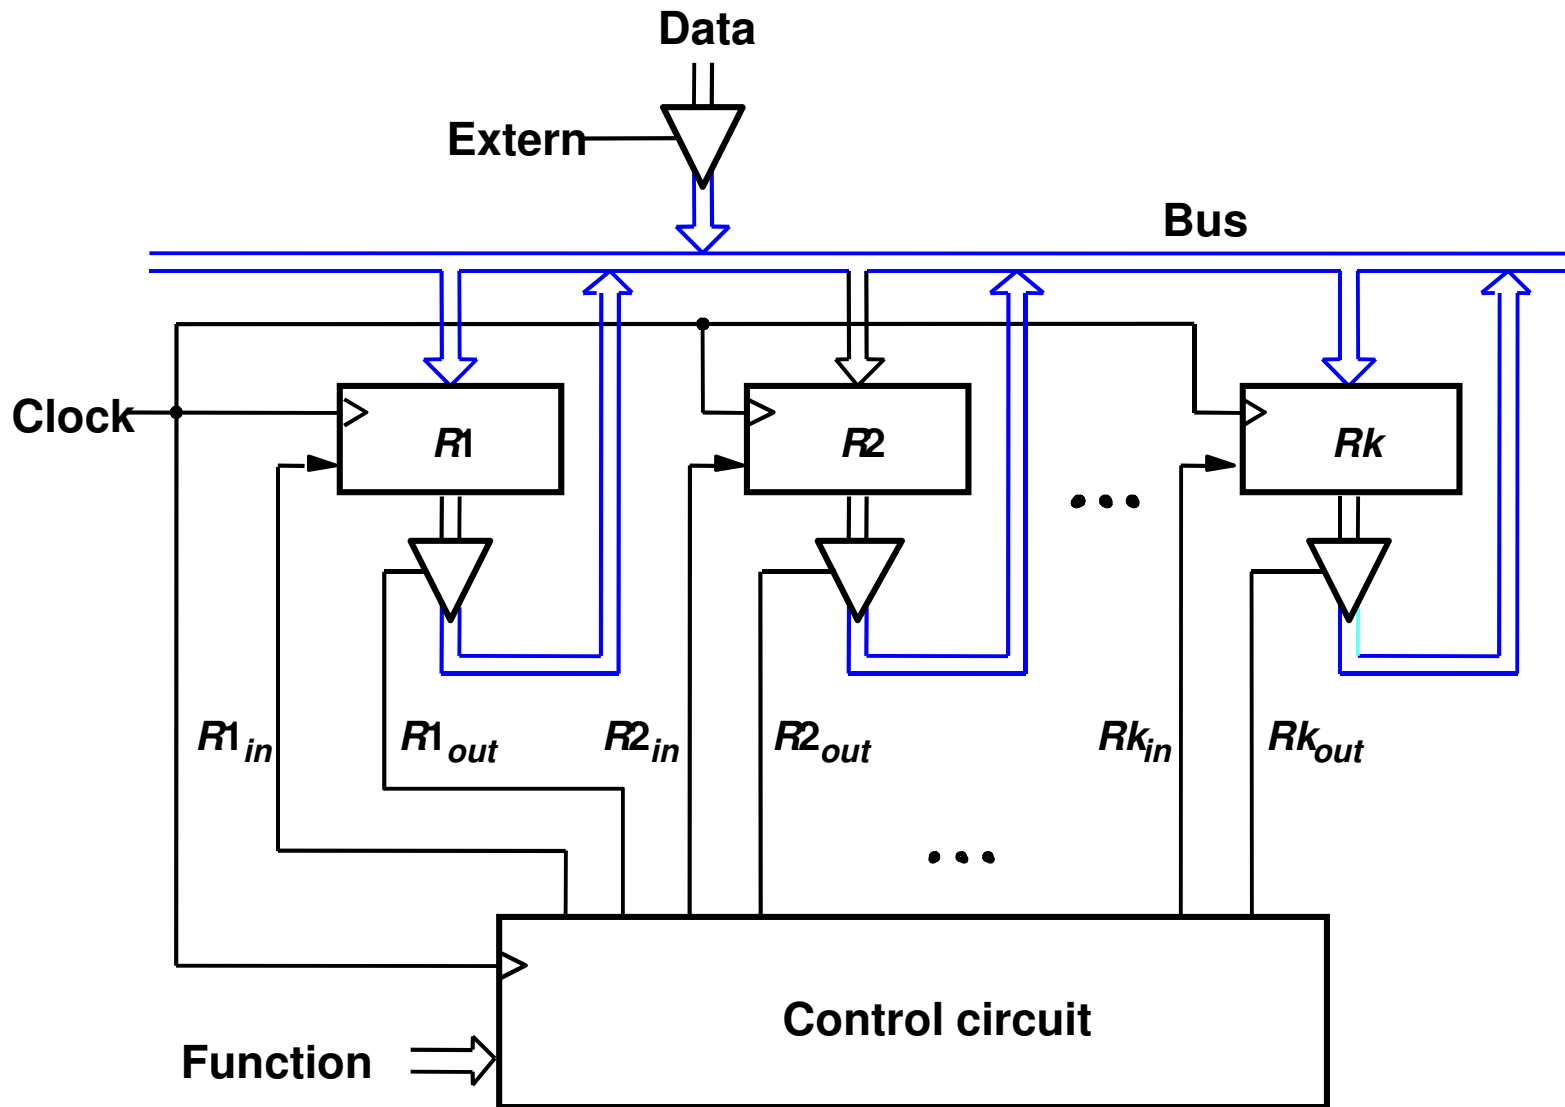 Data
Extern
Bus
Clock
R1
R2
Rk
R1in
R1out
R2in
R2out
Rkin
Rkout
Control circuit
Function